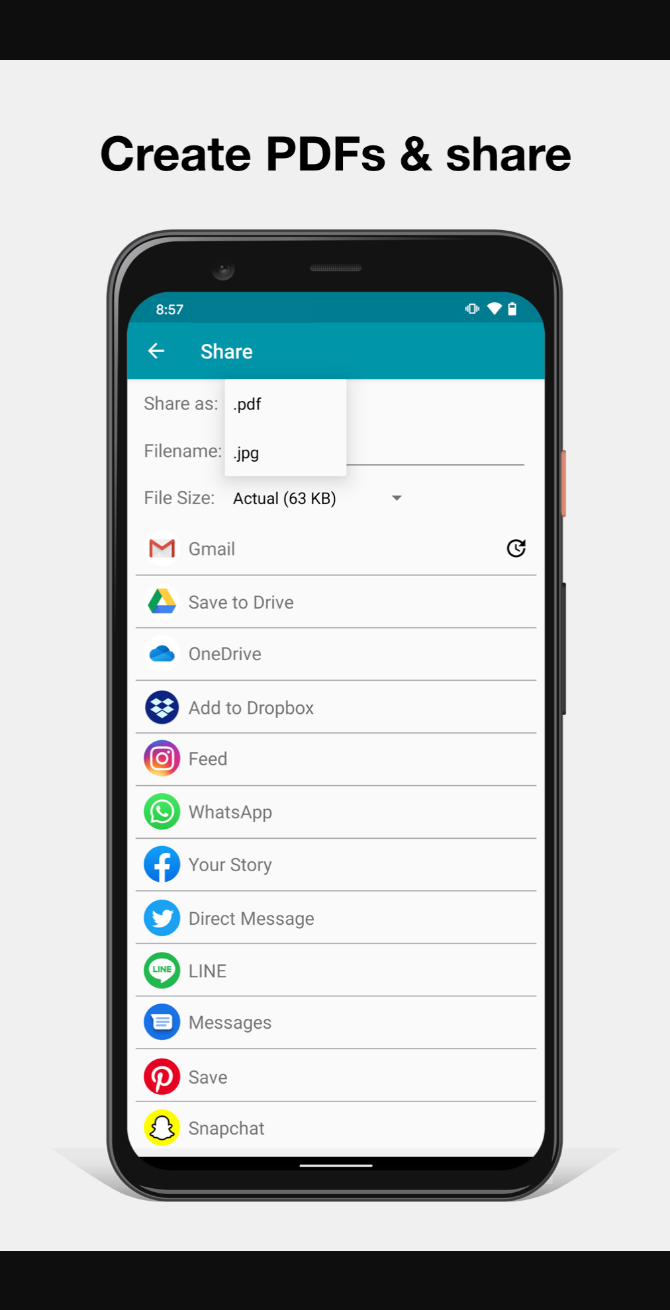 Create PDFs & share
8:57
Share
Share as: .pdf
Filename: .jpg
File Size: Actual (63 KB)
Gmail
Save to Drive
OneDrive
Add to Dropbox
Feed
WhatsApp
Your Story
Direct Message
LINE LINE
Messages
Save
Snapchat